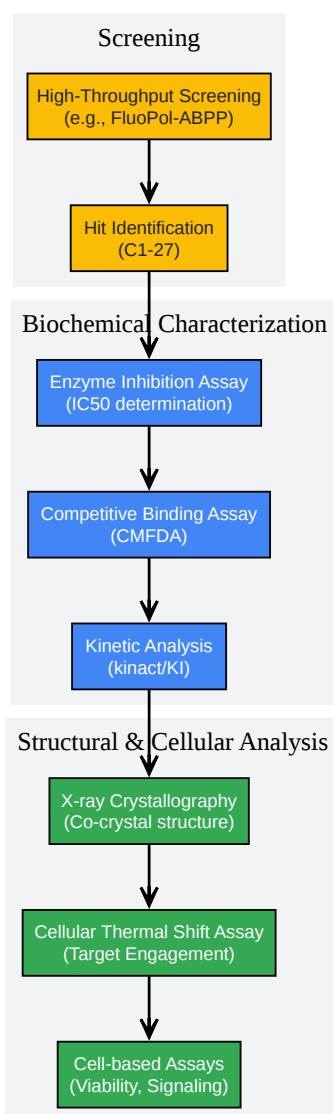 Screening
High-Throughput Screening
(e.g., FluoPol-ABPP)
Hit Identification
(C1-27)
Biochemical Characterization
Enzyme Inhibition Assay
(IC50 determination)
Competitive Binding Assay
(CMFDA)
Kinetic Analysis
(kinact/KI)
Structural & Cellular Analysis
X-ray Crystallography
(Co-crystal structure)
Cellular Thermal Shift Assay
(Target Engagement)
Cell-based Assays
(Viability, Signaling)